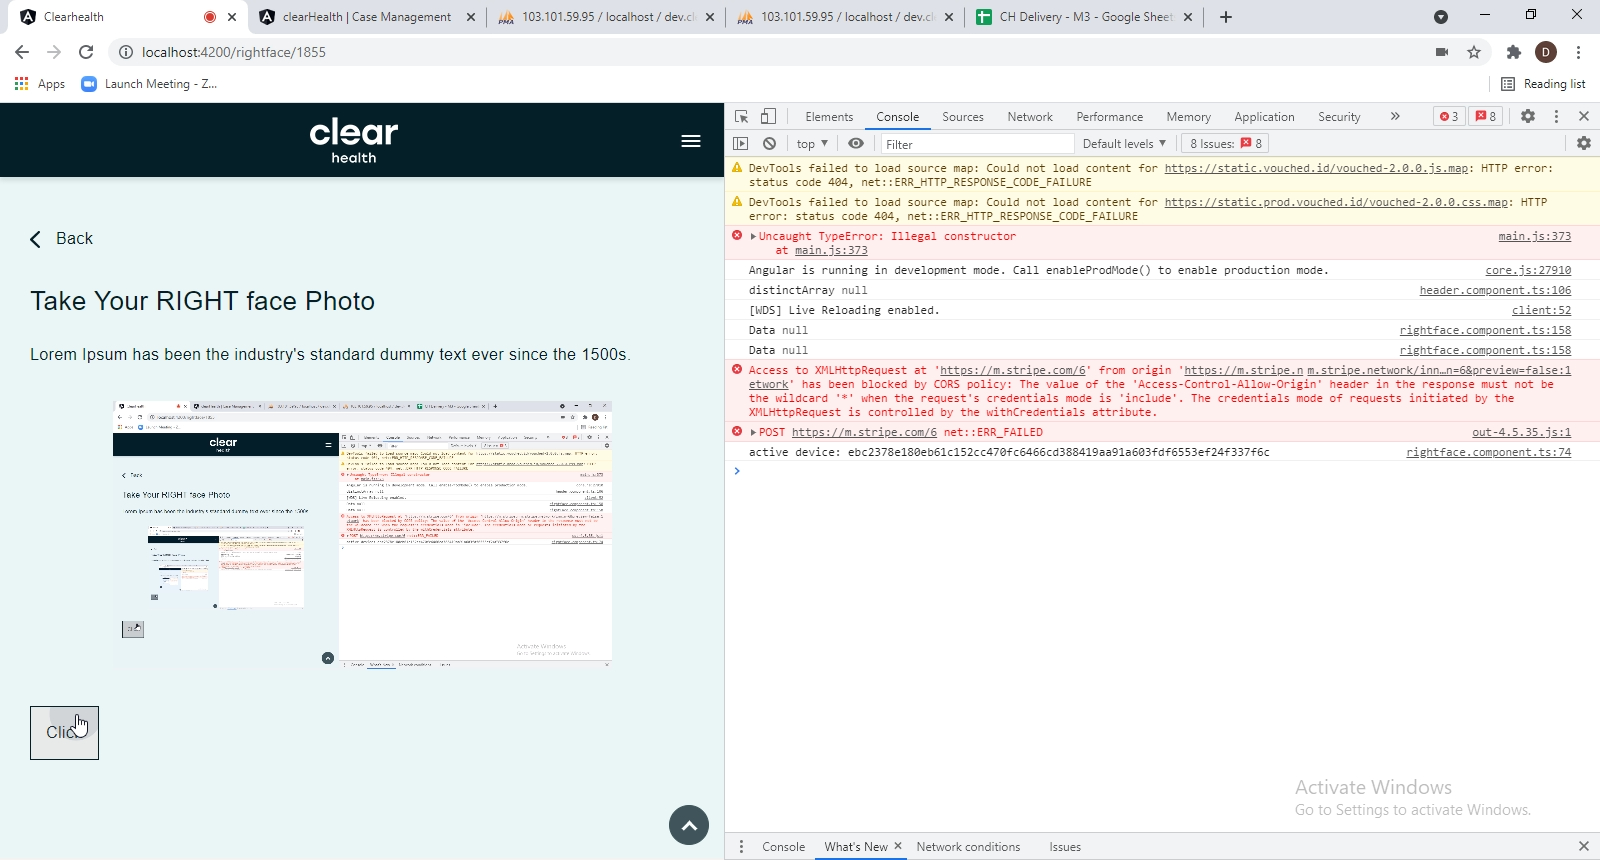 Clearhealth
clearHealth | Case Management
103.101.59.95 / localhost / dev.cl
103.101.59.95 / localhost / dev.cl
CH Delivery - M3 - Google Sheet
localhost:4200/rightface/1855
D
Apps
Launch Meeting - Z...
Reading list
clear
health
Back
Take Your RIGHT face Photo
Lorem Ipsum has been the industry's standard dummy text ever since the 1500s.
clear
health
Back
Take Your RIGHT face Photo
Click
Elements
Console
Sources
Network
Performance
Memory
Application
Security
3
8
top
Filter
Default levels
8 Issues:
8
DevTools failed to load source map: Could not load content for https://static.vouched.id/vouched-2.0.0.js.map: HTTP error:
status code 404, net::ERR_HTTP_RESPONSE_CODE_FAILURE
DevTools failed to load source map: Could not load content for https://static.prod.vouched.id/vouched-2.0.0.css.map: HTTP
error: status code 404, net::ERR_HTTP_RESPONSE_CODE_FAILURE
Uncaught TypeError: Illegal constructor main.js:373
at main.js:373
Angular is running in development mode. Call enableProdMode() to enable production mode. core.js:27910
distinctArray null header.component.ts:106
[WDS] Live Reloading enabled. client:52
Data null rightface.component.ts:158
Data null rightface.component.ts:158
Access to XMLHttpRequest at 'https://m.stripe.com/6' from origin 'https://m.stripe.n m.stripe.network/inn…n=6&preview=false:1
etwork' has been blocked by CORS policy: The value of the 'Access-Control-Allow-Origin' header in the response must not be
the wildcard '*' when the request's credentials mode is 'include'. The credentials mode of requests initiated by the
XMLHttpRequest is controlled by the withCredentials attribute.
POST https://m.stripe.com/6 net::ERR_FAILED out-4.5.35.js:1
active device: ebc2378e180eb61c152cc470fc6466cd388419aa91a603fdf6553ef24f337f6c rightface.component.ts:74
Activate Windows
Go to Settings to activate Windows.
Console
What's New
Network conditions
Issues